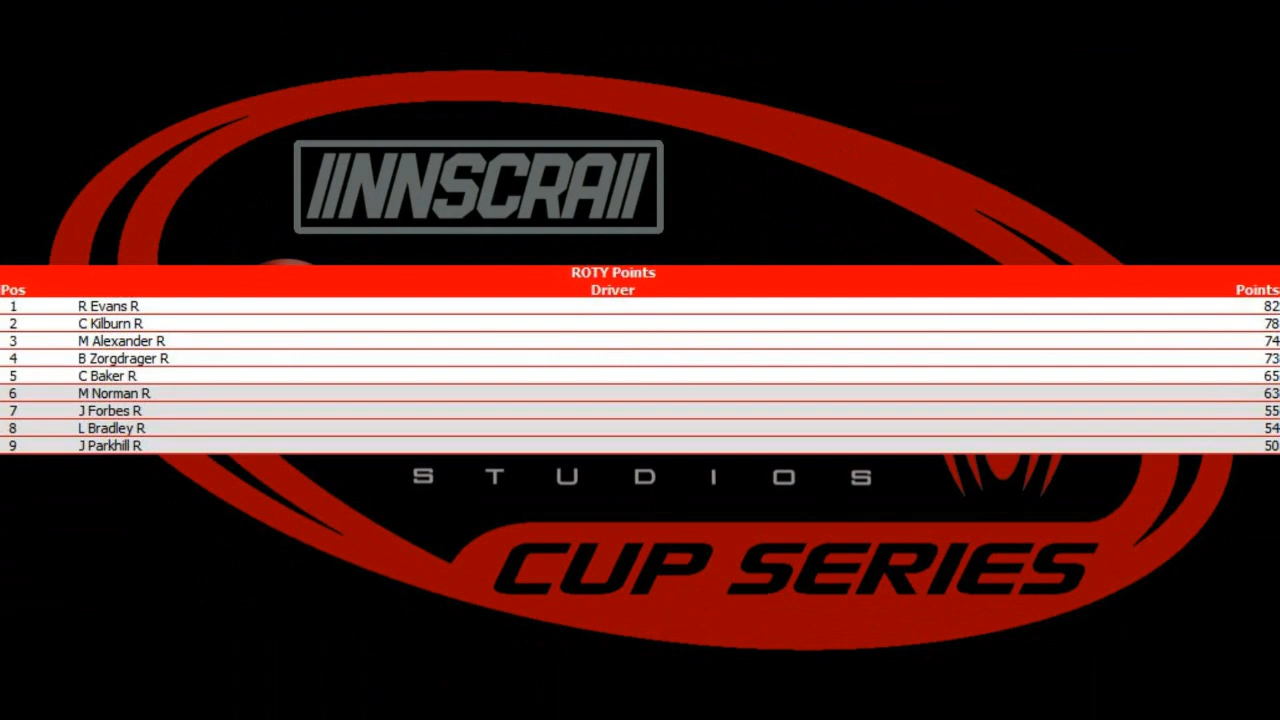 NNSCRA
ROTY Points
Pos Driver Points
1 R Evans R 82
2 C Kilburn R 78
3 M Alexander R 74
4 B Zorgdrager R 73
5 C Baker R 65
6 M Norman R 63
7 J Forbes R 55
8 L Bradley R 54
9 J Parkhill R 50
STUDIOS
CUP SERIES